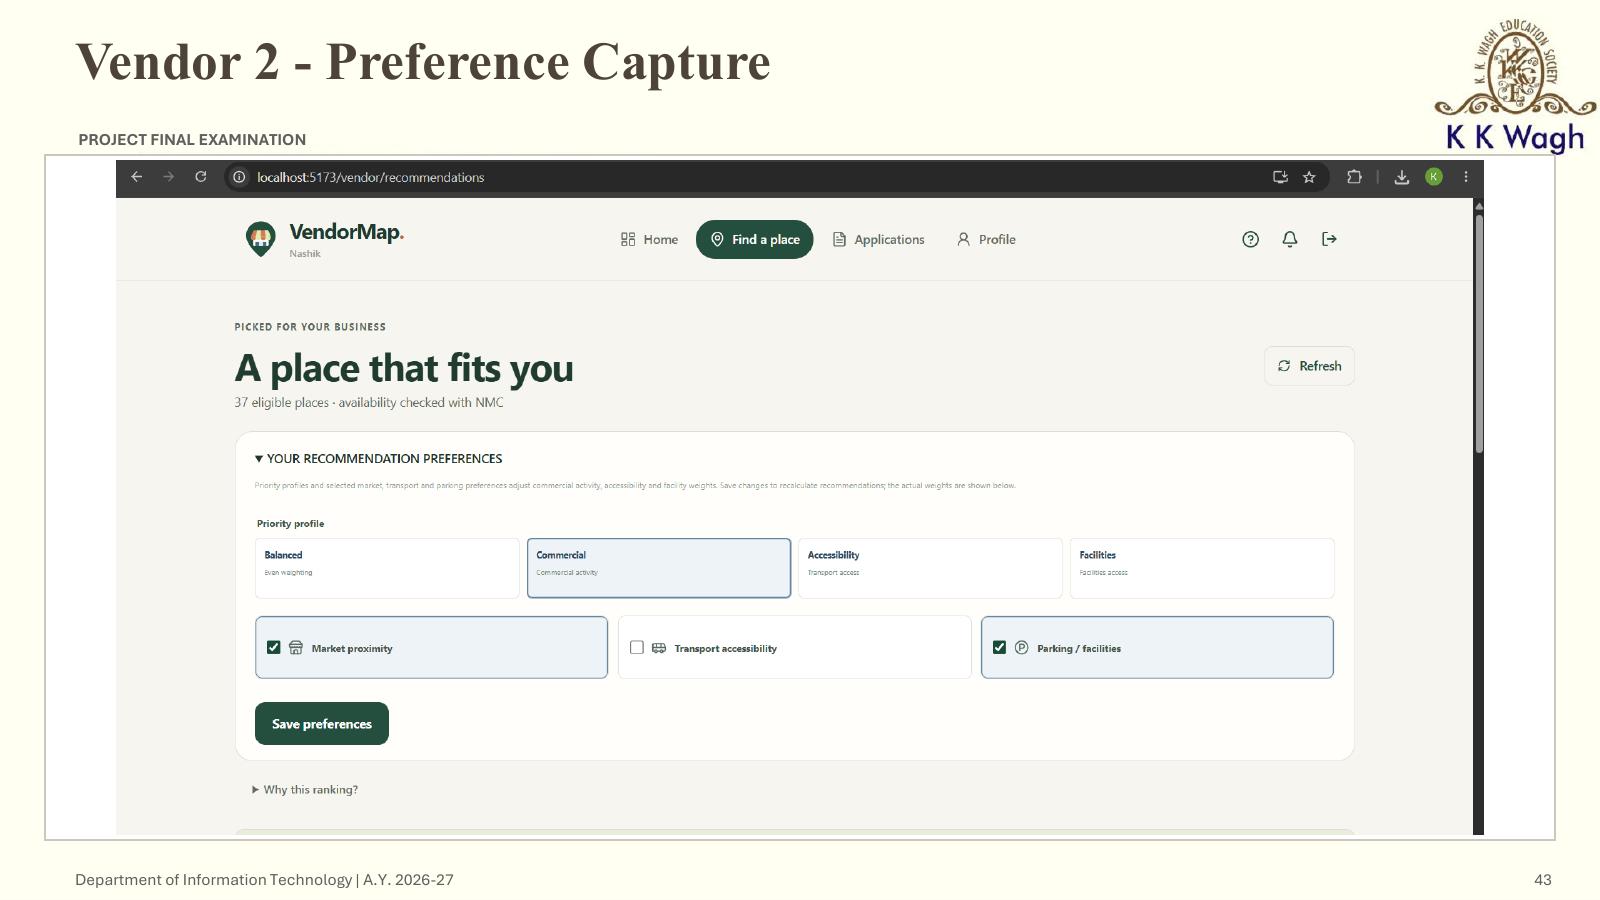 Vendor 2 - Preference Capture
K. K. WAGH EDUCATION SOCIETY
K K Wagh
PROJECT FINAL EXAMINATION
localhost:5173/vendor/recommendations
K
VendorMap.
Nashik
Home
Find a place
Applications
Profile
PICKED FOR YOUR BUSINESS
A place that fits you
Refresh
37 eligible places · availability checked with NMC
▼ YOUR RECOMMENDATION PREFERENCES
Priority profiles and selected market, transport and parking preferences adjust commercial activity, accessibility and facility weights. Save changes to recalculate recommendations; the actual weights are shown below.
Priority profile
Balanced
Even weighting
Commercial
Commercial activity
Accessibility
Transport access
Facilities
Facilities access
Market proximity
Transport accessibility
Parking / facilities
Save preferences
▶ Why this ranking?
Department of Information Technology | A.Y. 2026-27
43